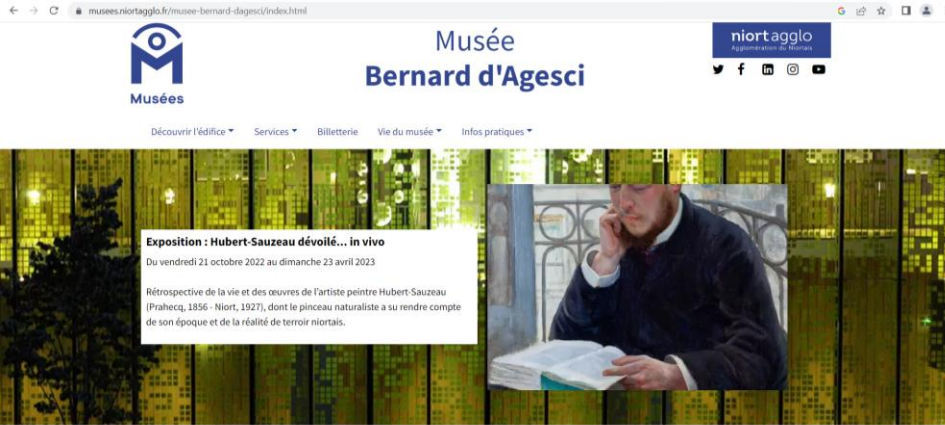 musees.niortagglo.fr/musee-bernard-dagesci/index.html
Musées
Musée
Bernard d'Agesci
niortagglo
Agglomération du Niortais
Découvrir l'édifice Services Billetterie Vie du musée Infos pratiques
Exposition : Hubert-Sauzeau dévoilé... in vivo
Du vendredi 21 octobre 2022 au dimanche 23 avril 2023
Rétrospective de la vie et des œuvres de l'artiste peintre Hubert-Sauzeau
(Prahecq, 1856 - Niort, 1927), dont le pinceau naturaliste a su rendre compte
de son époque et de la réalité de terroir niortais.